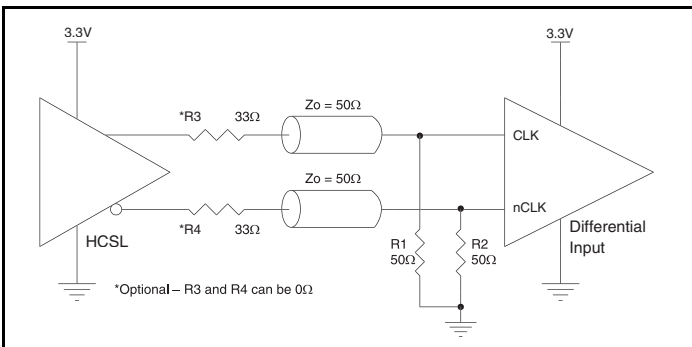 3.3V
3.3V
*R3 33Ω
Zo = 50Ω
CLK
Zo = 50Ω
nCLK
*R4 33Ω
HCSL
R1
50Ω
R2
50Ω
Differential
Input
*Optional – R3 and R4 can be 0Ω